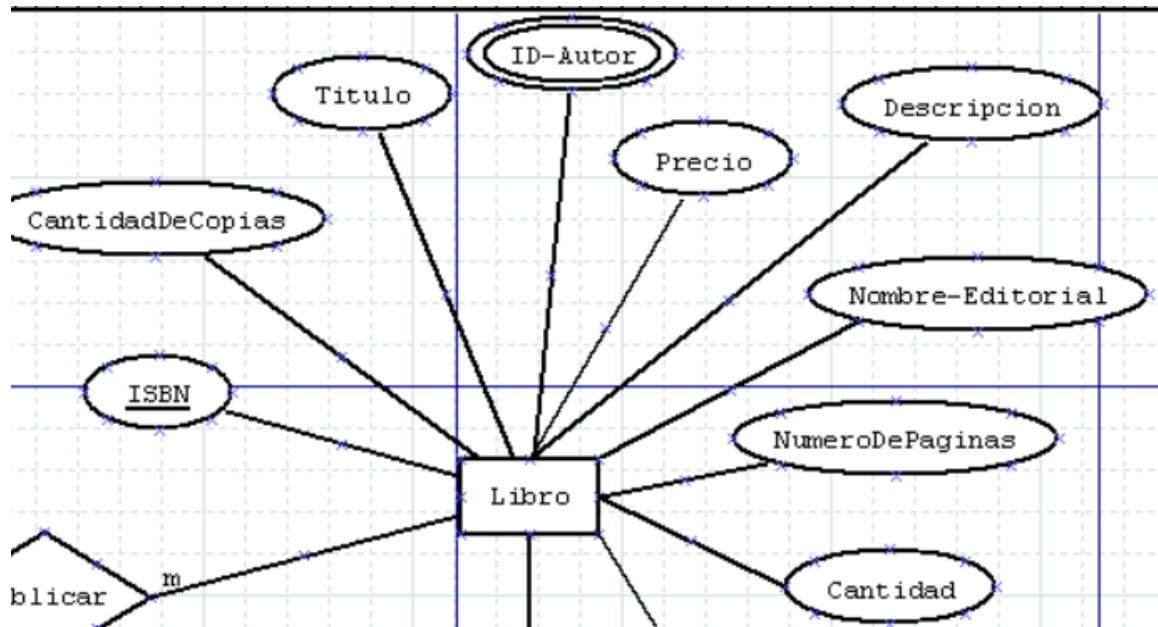 ID-Autor
Titulo
Descripcion
Precio
CantidadDeCopias
Nombre-Editorial
ISBN
NumeroDePaginas
Libro
m
blicar
Cantidad